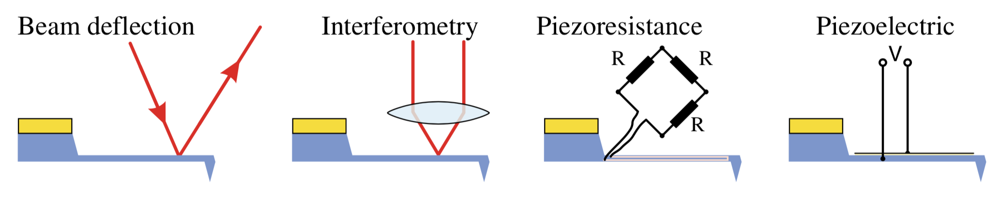 Beam deflection
Interferometry
Piezoresistance
Piezoelectric
R
R
R
V